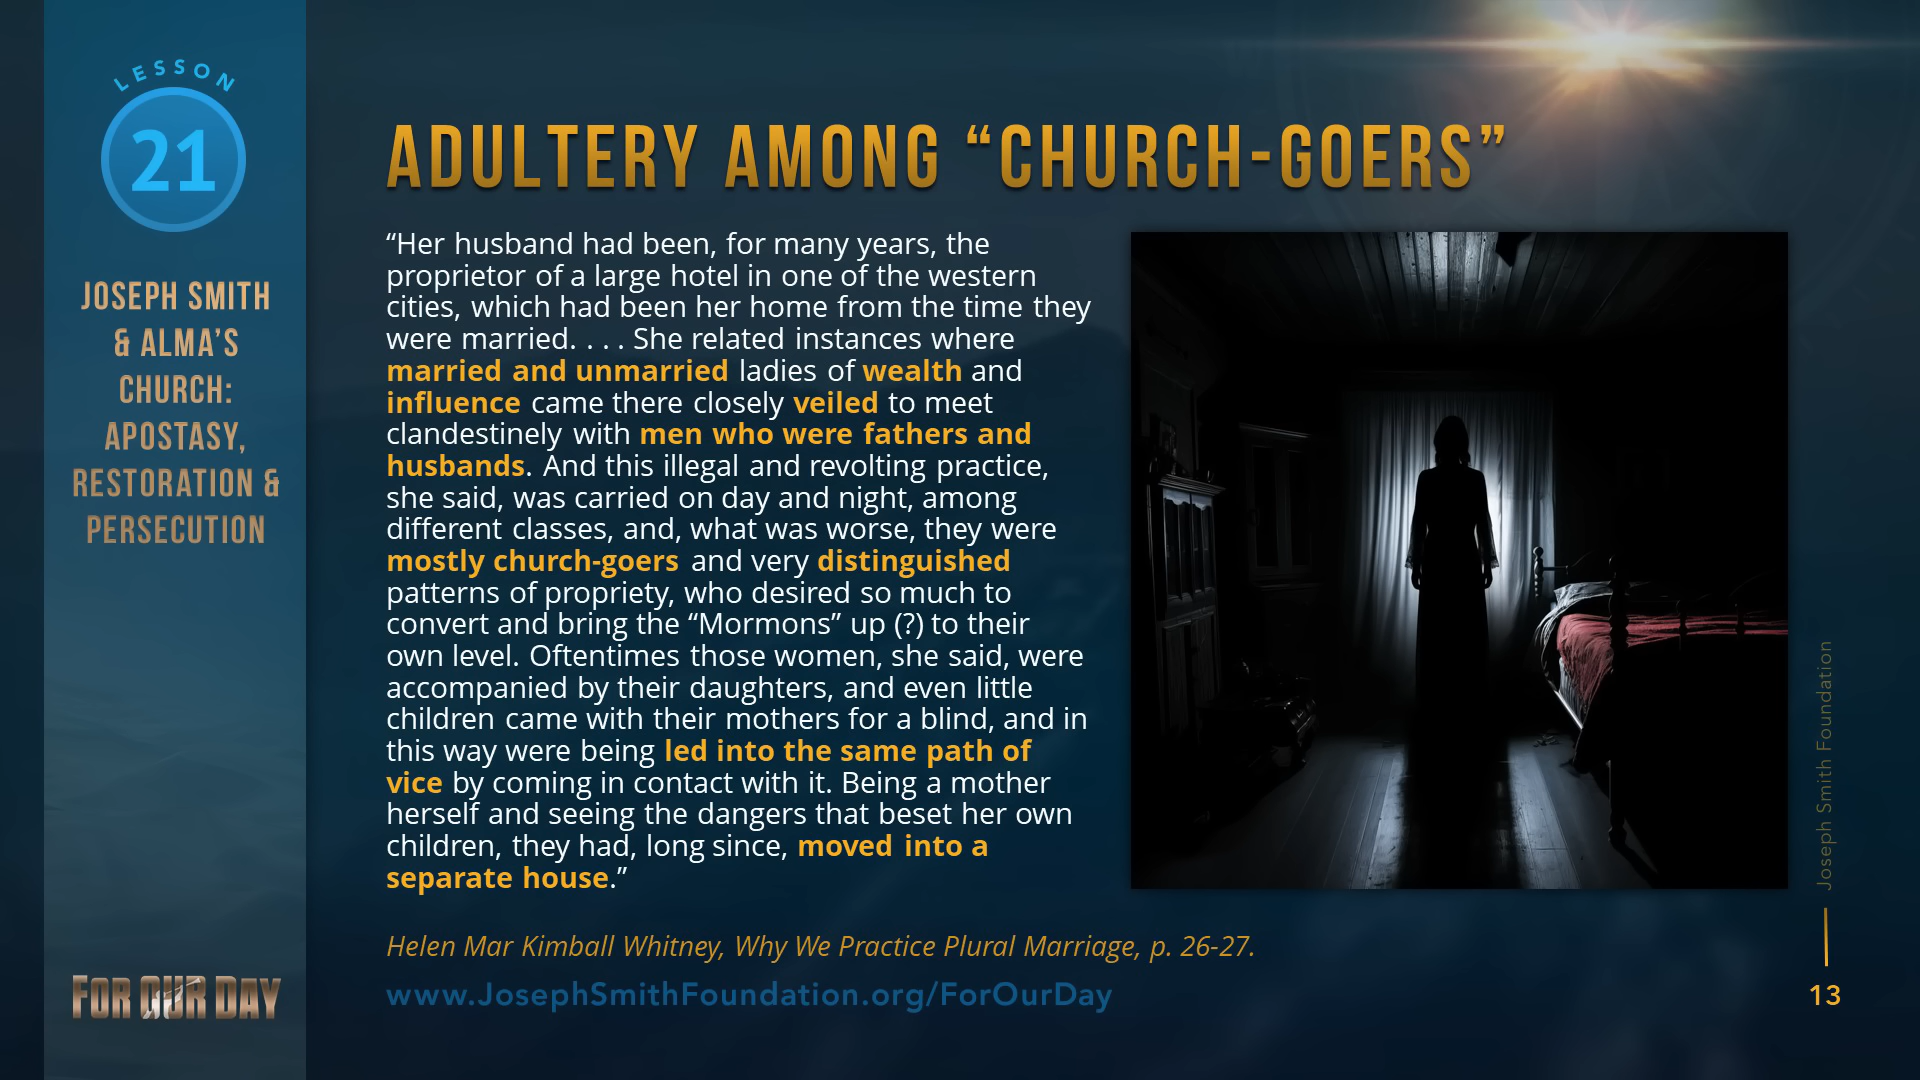 LESSON
21
JOSEPH SMITH
& ALMA’S
CHURCH:
APOSTASY,
RESTORATION &
PERSECUTION
FOR OUR DAY
ADULTERY AMONG “CHURCH-GOERS”
“Her husband had been, for many years, the
proprietor of a large hotel in one of the western
cities, which had been her home from the time they
were married. . . . She related instances where
married and unmarried ladies of wealth and
influence came there closely veiled to meet
clandestinely with men who were fathers and
husbands. And this illegal and revolting practice,
she said, was carried on day and night, among
different classes, and, what was worse, they were
mostly church-goers and very distinguished
patterns of propriety, who desired so much to
convert and bring the “Mormons” up (?) to their
own level. Oftentimes those women, she said, were
accompanied by their daughters, and even little
children came with their mothers for a blind, and in
this way were being led into the same path of
vice by coming in contact with it. Being a mother
herself and seeing the dangers that beset her own
children, they had, long since, moved into a
separate house.”
Helen Mar Kimball Whitney, Why We Practice Plural Marriage, p. 26-27.
www.JosephSmithFoundation.org/ForOurDay
Joseph Smith Foundation
13